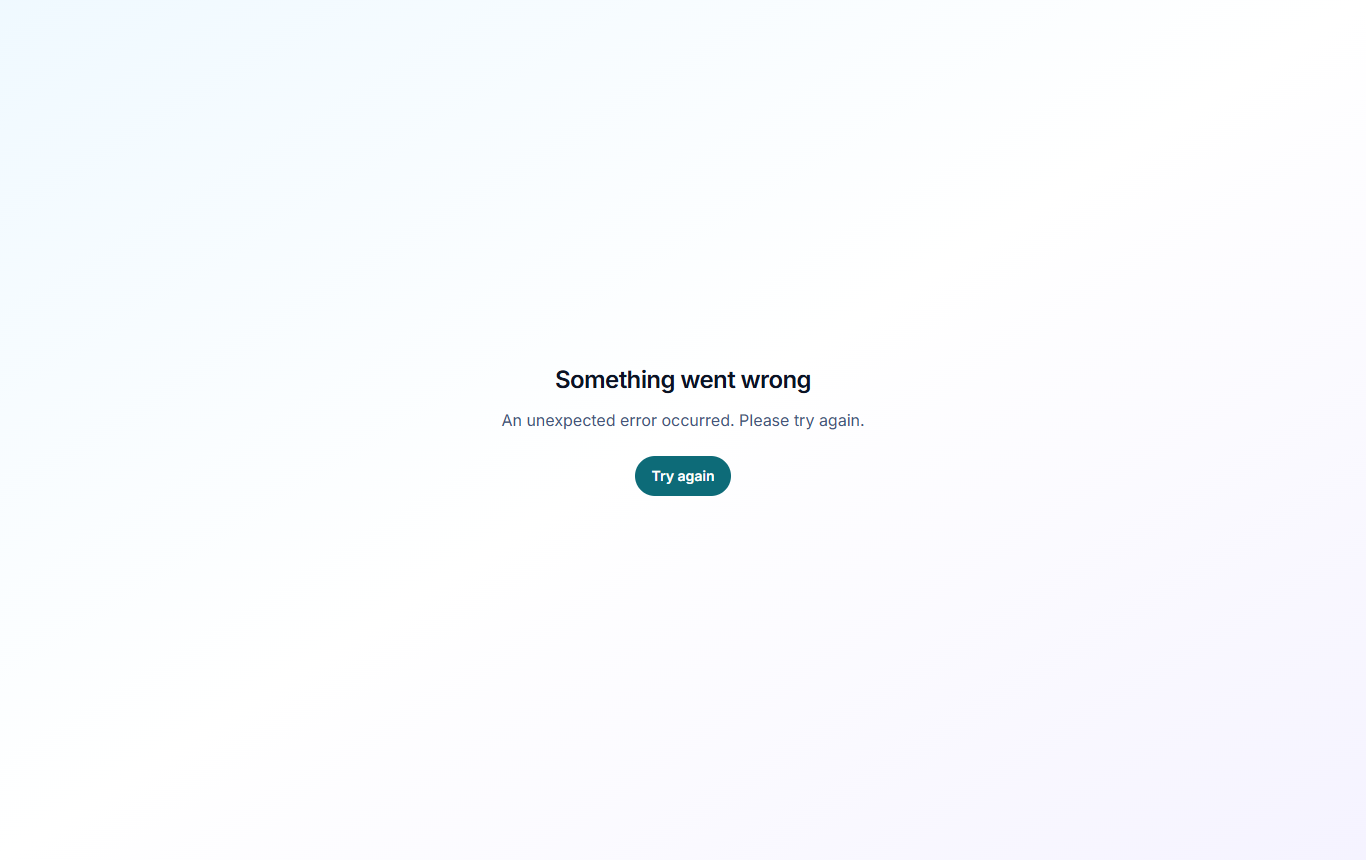 Something went wrong
An unexpected error occurred. Please try again.
Try again